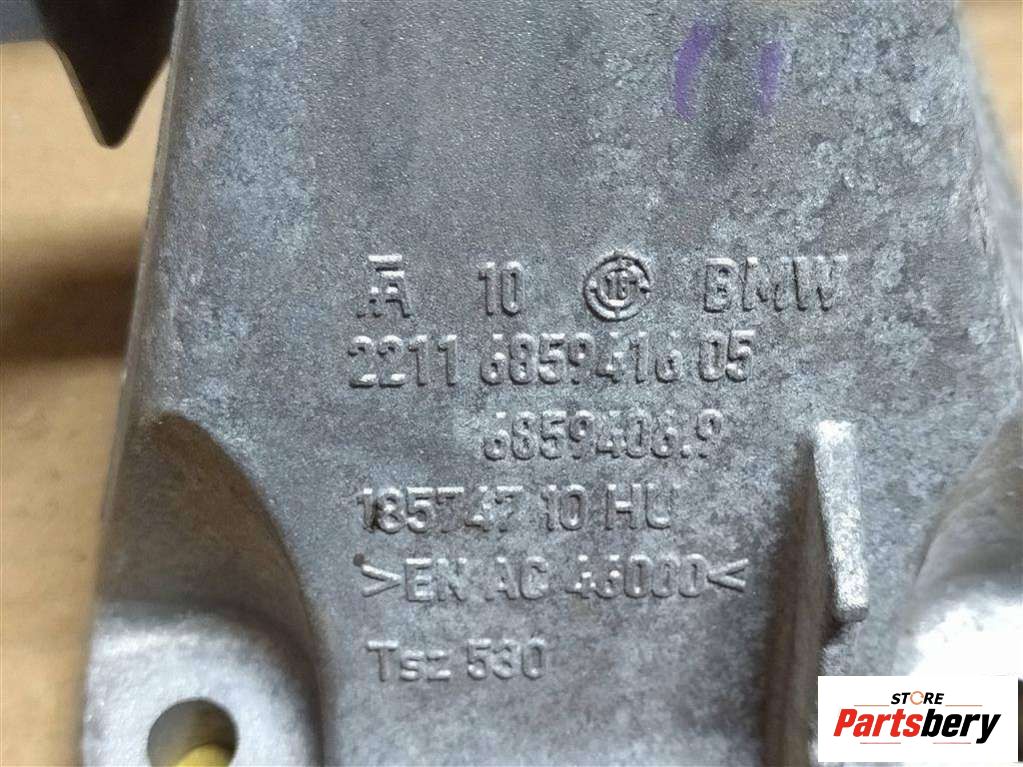 10 BMW
2211 6859416 05
6859406.9
185747 10 HU
>EN AC 46000<
Tsz 530
STORE
Partsbery